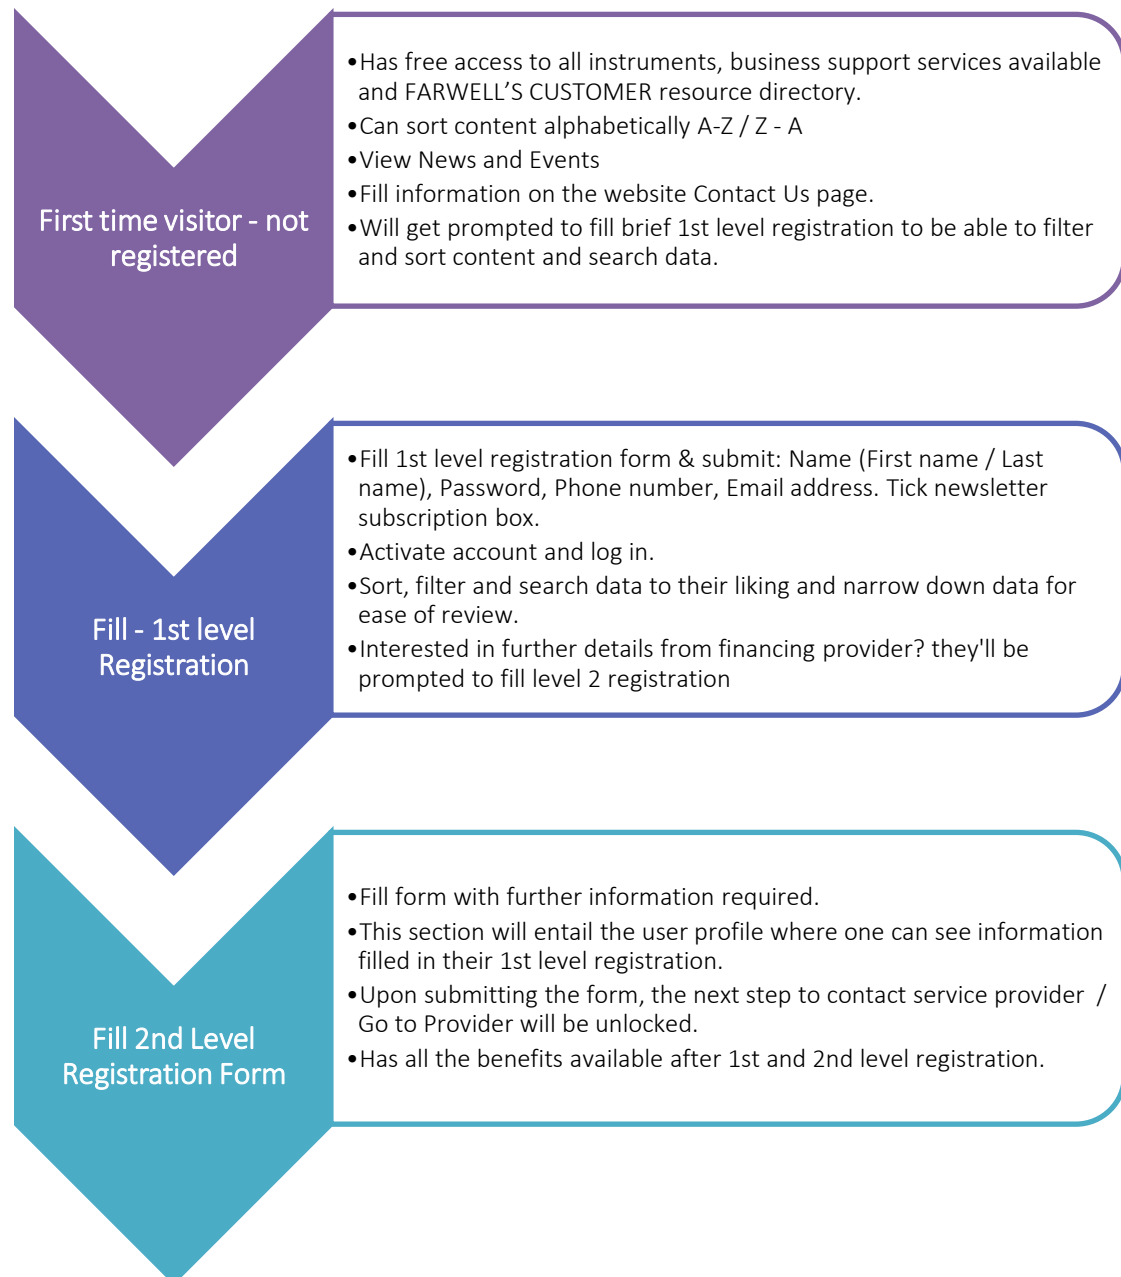 First time visitor - not
registered
•Has free access to all instruments, business support services available
and FARWELL’S CUSTOMER resource directory.
•Can sort content alphabetically A-Z / Z - A
•View News and Events
•Fill information on the website Contact Us page.
•Will get prompted to fill brief 1st level registration to be able to filter
and sort content and search data.
Fill - 1st level
Registration
•Fill 1st level registration form & submit: Name (First name / Last
name), Password, Phone number, Email address. Tick newsletter
subscription box.
•Activate account and log in.
•Sort, filter and search data to their liking and narrow down data for
ease of review.
•Interested in further details from financing provider? they'll be
prompted to fill level 2 registration
Fill 2nd Level
Registration Form
•Fill form with further information required.
•This section will entail the user profile where one can see information
filled in their 1st level registration.
•Upon submitting the form, the next step to contact service provider /
Go to Provider will be unlocked.
•Has all the benefits available after 1st and 2nd level registration.